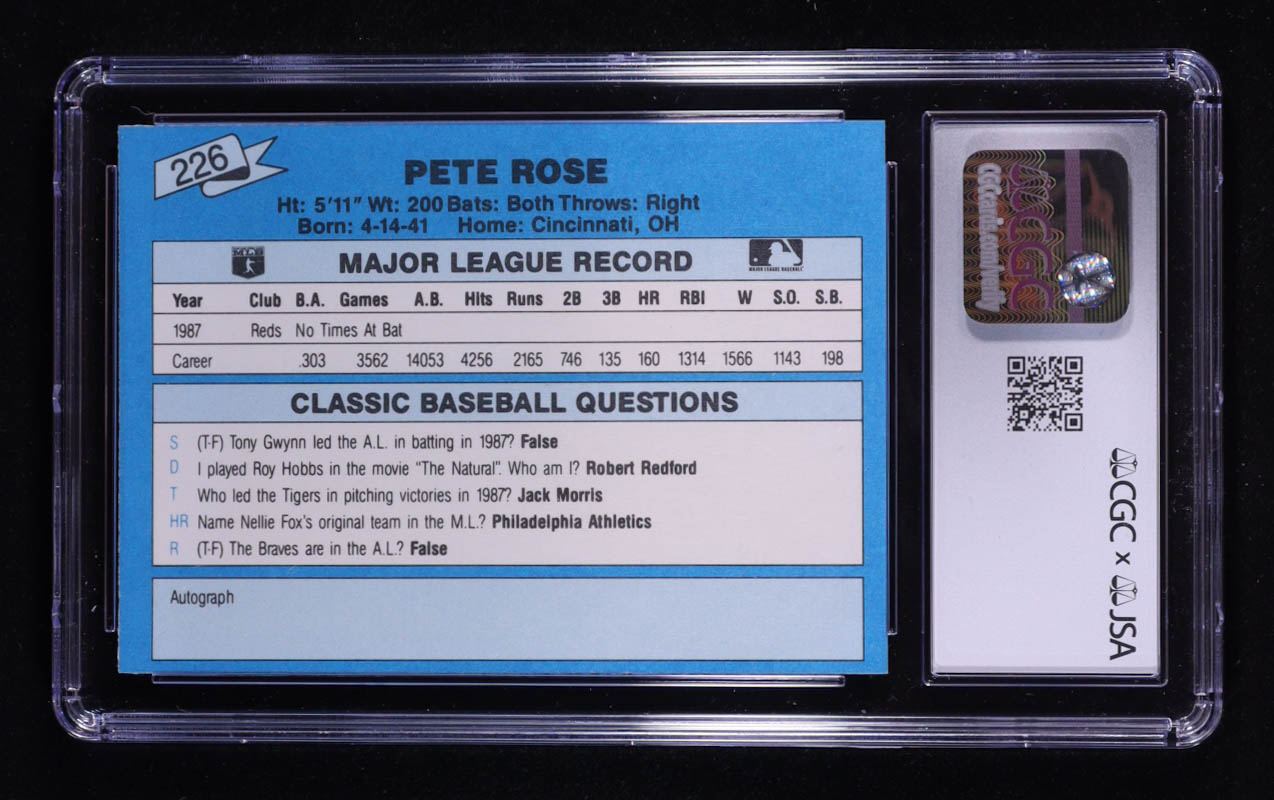 226
PETE ROSE
Ht: 5'11" Wt: 200 Bats: Both Throws: Right
Born: 4-14-41 Home: Cincinnati, OH
MLB
MAJOR LEAGUE RECORD
MAJOR LEAGUE BASEBALL
Year Club B.A. Games A.B. Hits Runs 2B 3B HR RBI W S.O. S.B.
1987 Reds No Times At Bat
Career .303 3562 14053 4256 2165 746 135 160 1314 1566 1143 198
CLASSIC BASEBALL QUESTIONS
S (T-F) Tony Gwynn led the A.L. in batting in 1987? False
D I played Roy Hobbs in the movie "The Natural". Who am I? Robert Redford
T Who led the Tigers in pitching victories in 1987? Jack Morris
HR Name Nellie Fox's original team in the M.L.? Philadelphia Athletics
R (T-F) The Braves are in the A.L.? False
Autograph
CGC
CGC x JSA